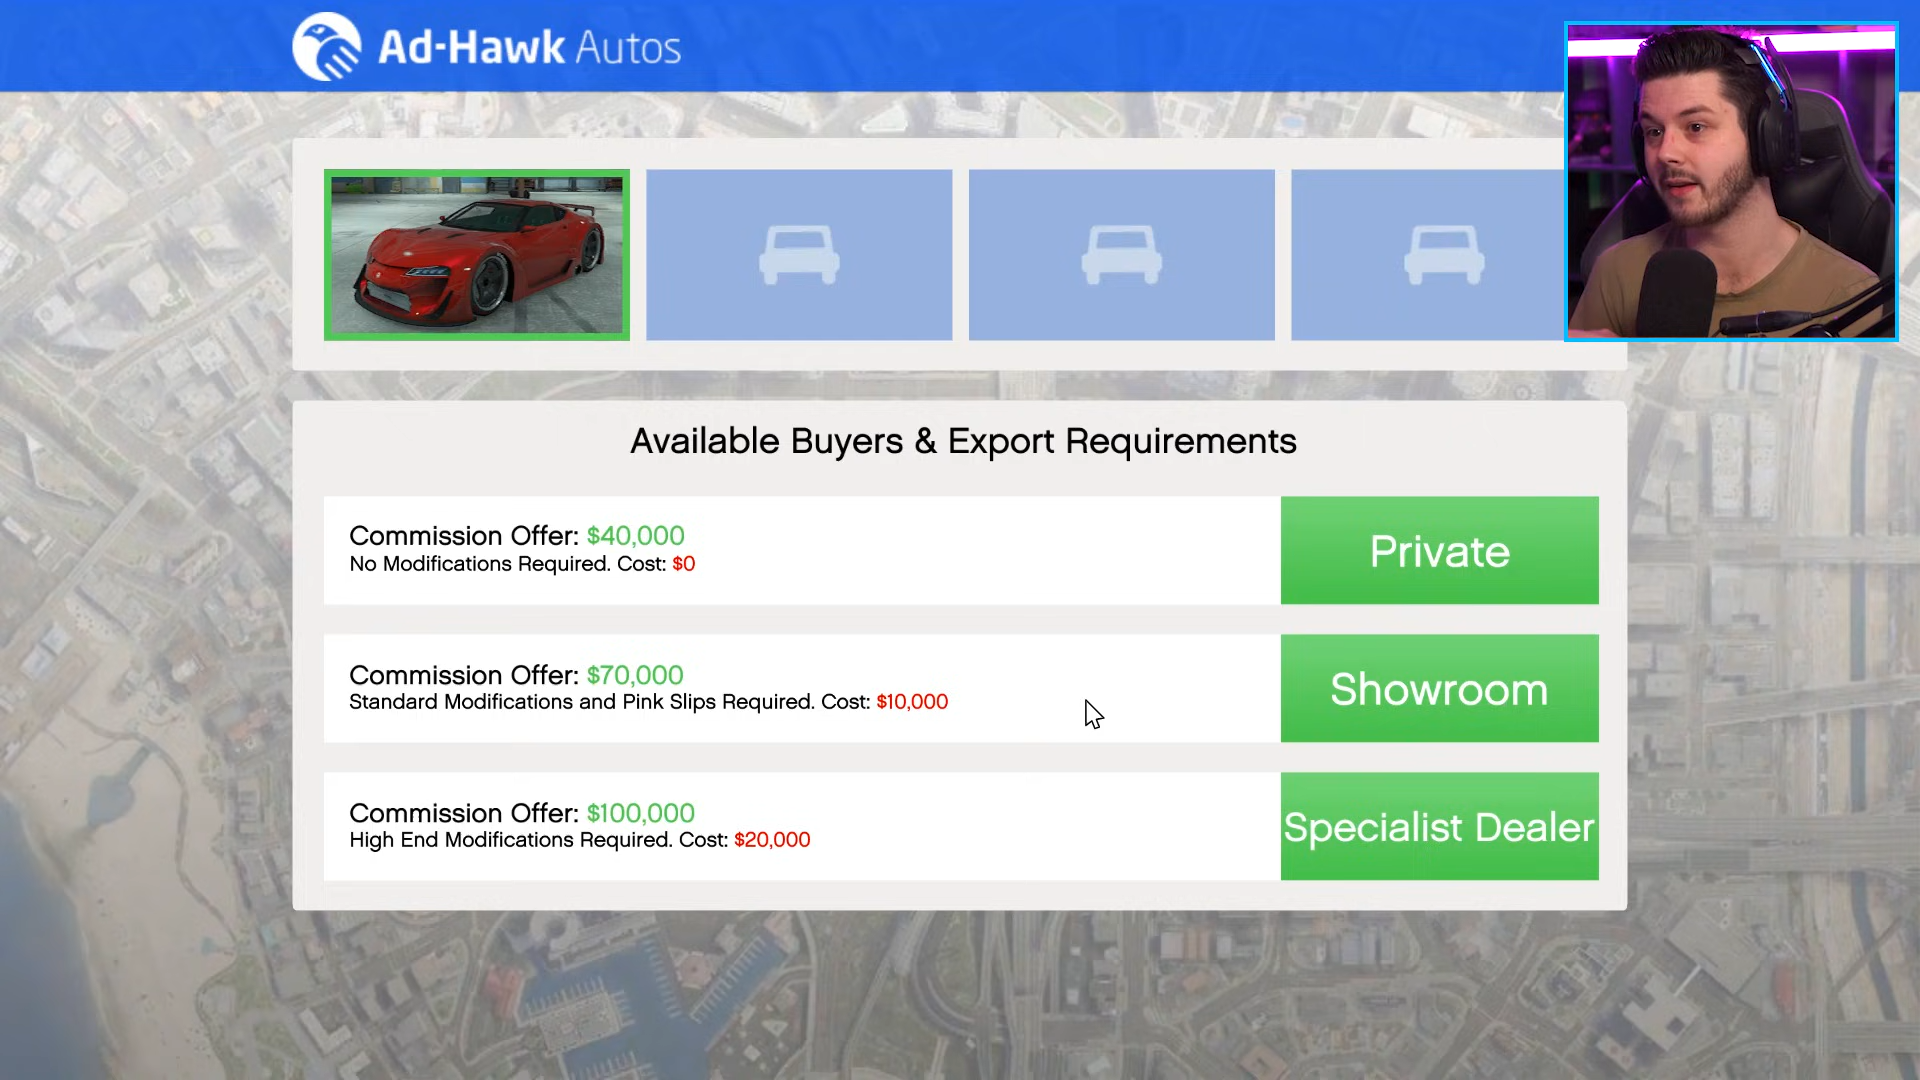 Ad-Hawk Autos
Available Buyers & Export Requirements
Commission Offer: $40,000
No Modifications Required. Cost: $0
Private
Commission Offer: $70,000
Standard Modifications and Pink Slips Required. Cost: $10,000
Showroom
Commission Offer: $100,000
High End Modifications Required. Cost: $20,000
Specialist Dealer